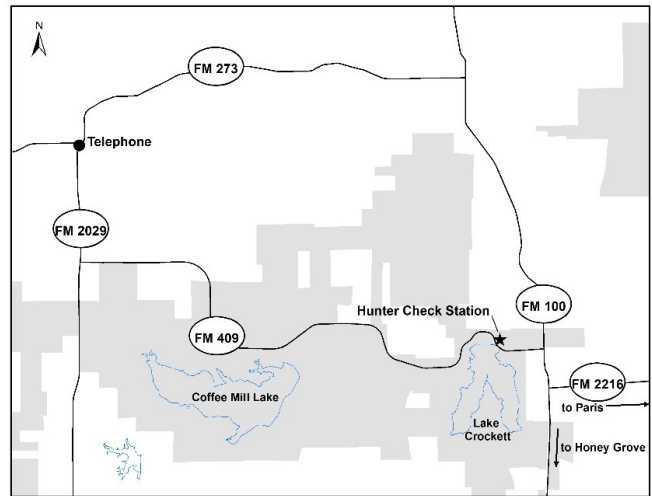 N
FM 273
Telephone
FM 2029
Hunter Check Station
FM 100
FM 409
FM 2216
Coffee Mill Lake
to Paris
Lake
Crockett
to Honey Grove